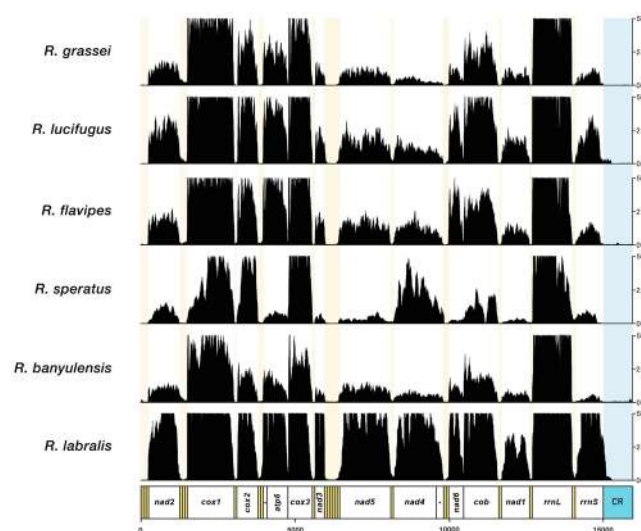 R. grassei
R. lucifugus
R. flavipes
R. speratus
R. banyulensis
R. labralis
nad2 cox1 cox2 atp6 cox3 nad3 nad5 nad4 nad6 cob nad1 rrnL rrnS CR
0 5000 10000 15000